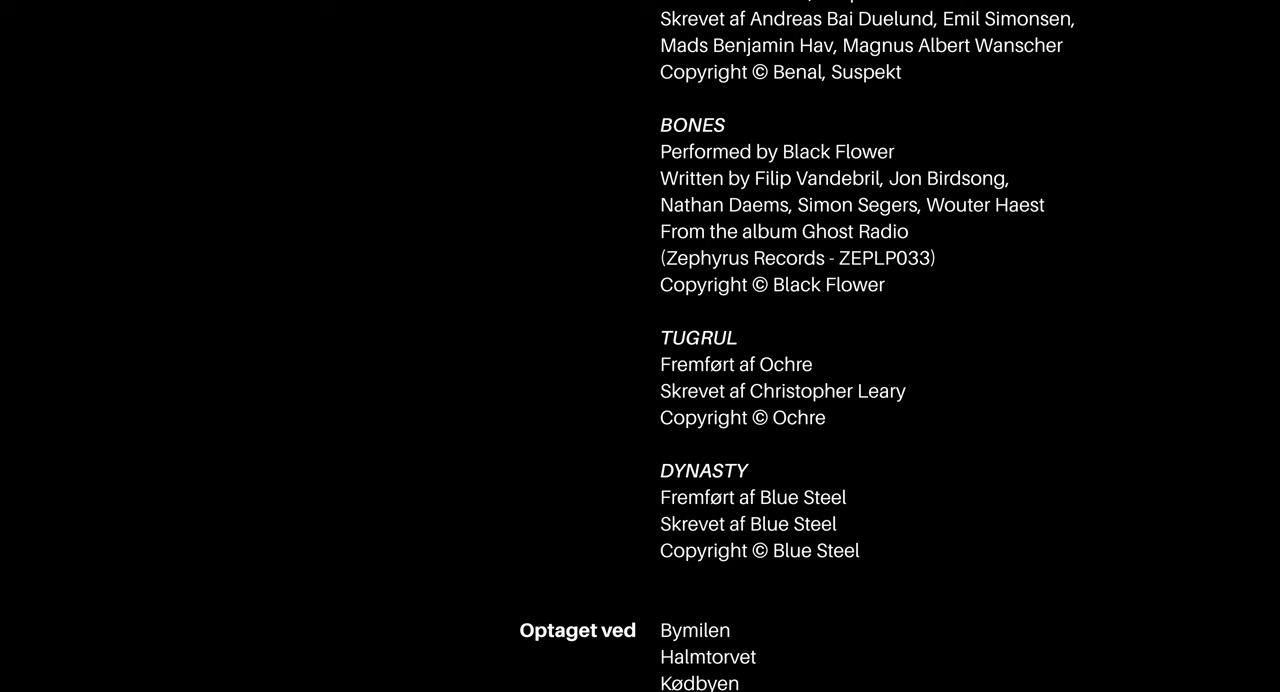 Skrevet af Andreas Bai Duelund, Emil Simonsen,
Mads Benjamin Hav, Magnus Albert Wanscher
Copyright © Benal, Suspekt
BONES
Performed by Black Flower
Written by Filip Vandebril, Jon Birdsong,
Nathan Daems, Simon Segers, Wouter Haest
From the album Ghost Radio
(Zephyrus Records - ZEPLP033)
Copyright © Black Flower
TUGRUL
Fremført af Ochre
Skrevet af Christopher Leary
Copyright © Ochre
DYNASTY
Fremført af Blue Steel
Skrevet af Blue Steel
Copyright © Blue Steel
Optaget ved Bymilen
Halmtorvet
Kødbyen